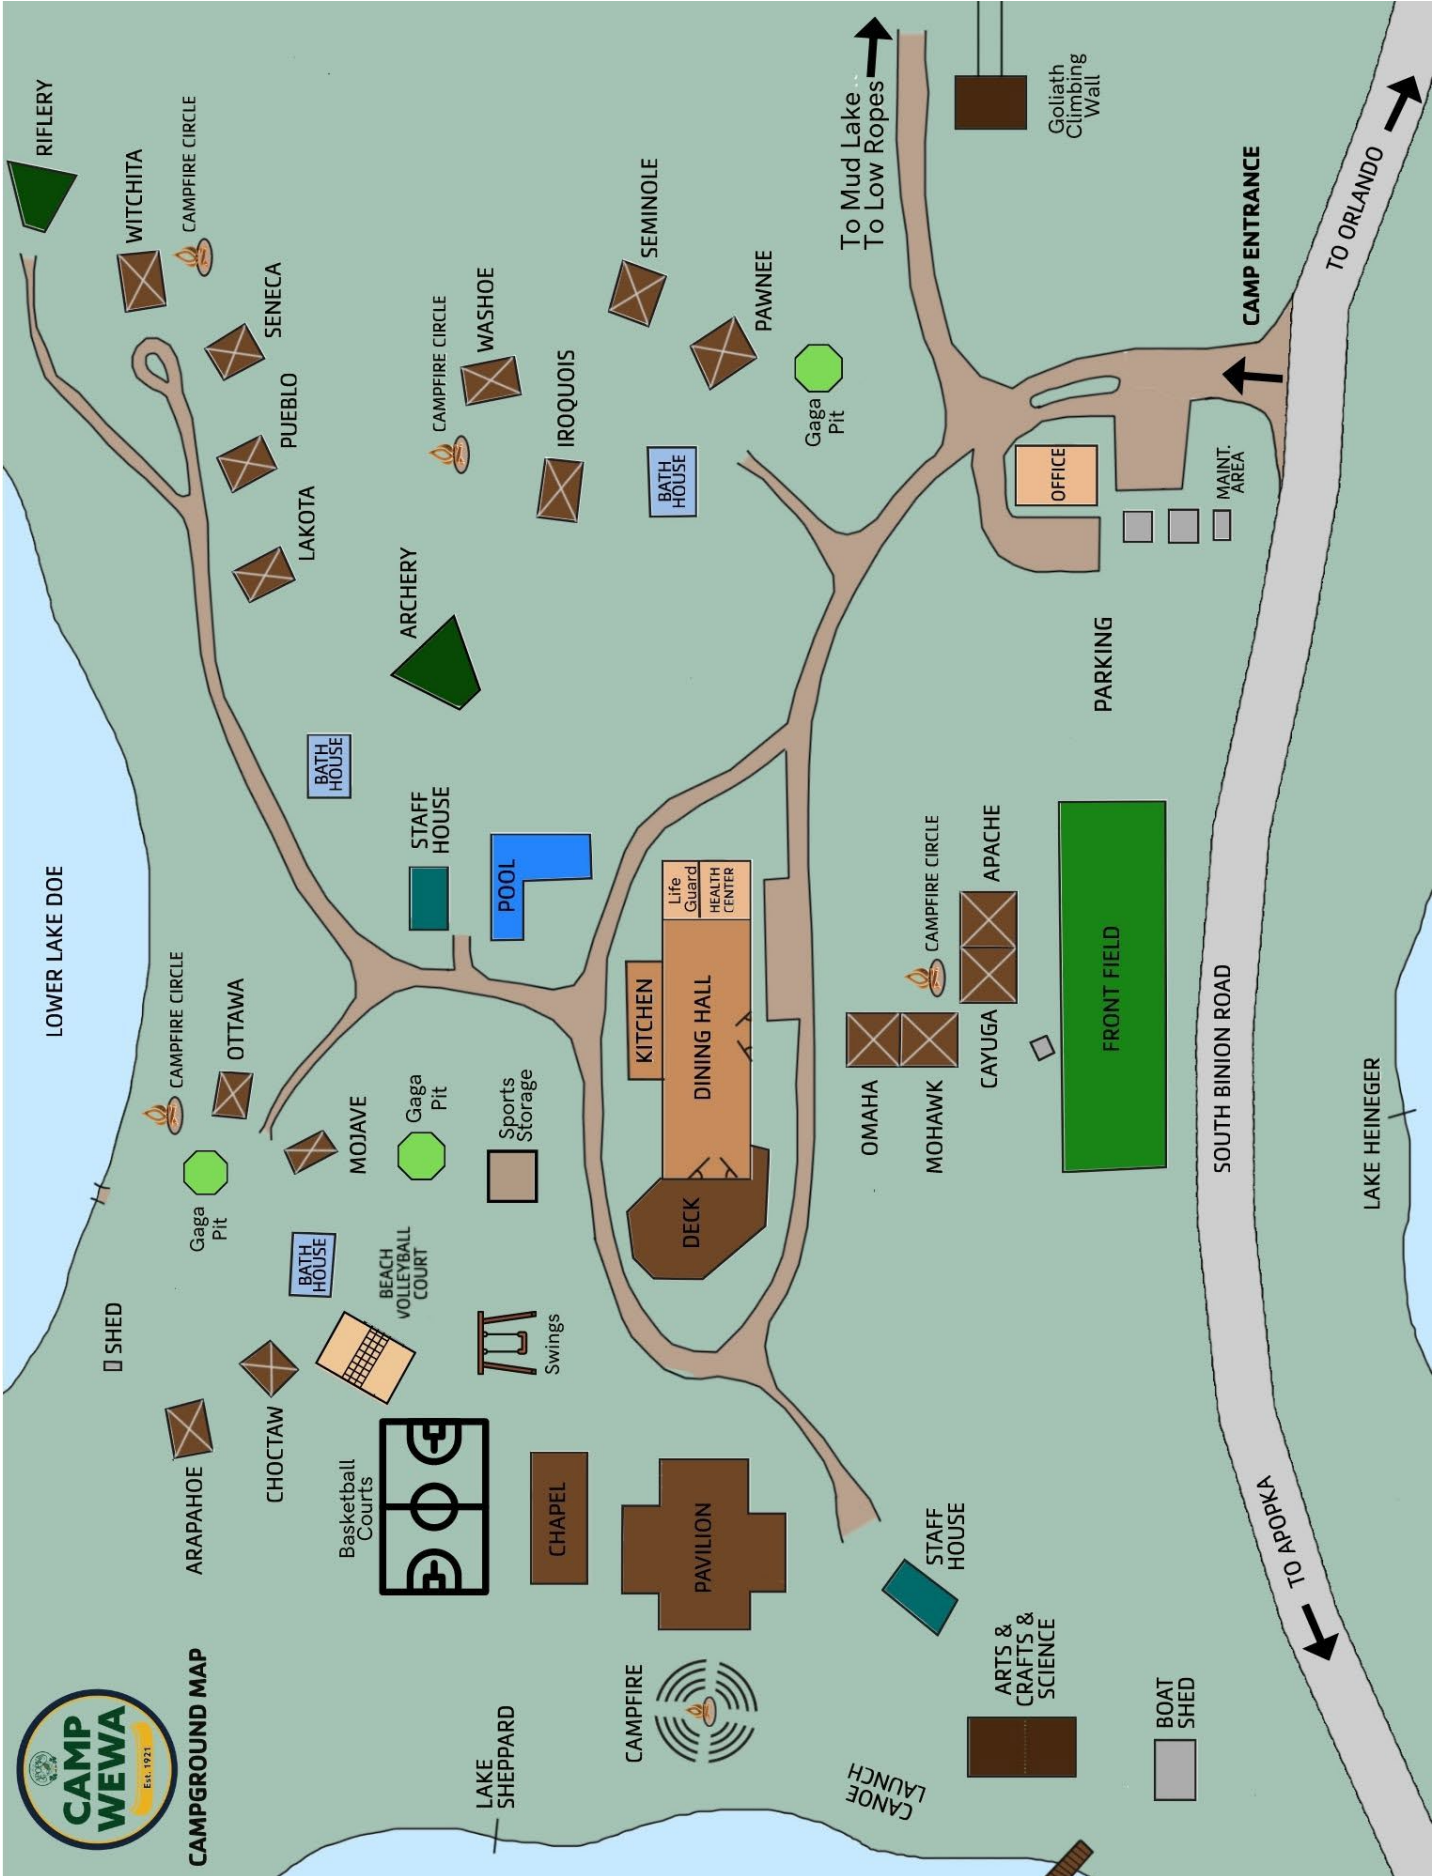 CAMP
WEWA
Est. 1921
CAMPGROUND MAP
LOWER LAKE DOE
RIFLERY
WITCHITA
CAMPFIRE CIRCLE
SENECA
PUEBLO
LAKOTA
CAMPFIRE CIRCLE
WASHOE
IROQUOIS
SEMINOLE
PAWNEE
Gaga
Pit
BATH
HOUSE
ARCHERY
BATH
HOUSE
STAFF
HOUSE
POOL
CAMPFIRE CIRCLE
OTTAWA
MOJAVE
Gaga
Pit
Gaga
Pit
Sports
Storage
BATH
HOUSE
BEACH
VOLLEYBALL
COURT
SHED
Swings
ARAPAHOE
CHOCTAW
Basketball
Courts
CHAPEL
PAVILION
CAMPFIRE
LAKE
SHEPPARD
CANOE
LAUNCH
STAFF
HOUSE
ARTS &
CRAFTS &
SCIENCE
BOAT
SHED
KITCHEN
DINING HALL
Life
Guard
HEALTH
CENTER
DECK
CAMPFIRE CIRCLE
APACHE
CAYUGA
OMAHA
MOHAWK
FRONT FIELD
PARKING
OFFICE
MAINT.
AREA
To Mud Lake
To Low Ropes
Goliath
Climbing
Wall
CAMP ENTRANCE
TO ORLANDO
SOUTH BINION ROAD
TO APOPKA
LAKE HEINEGER